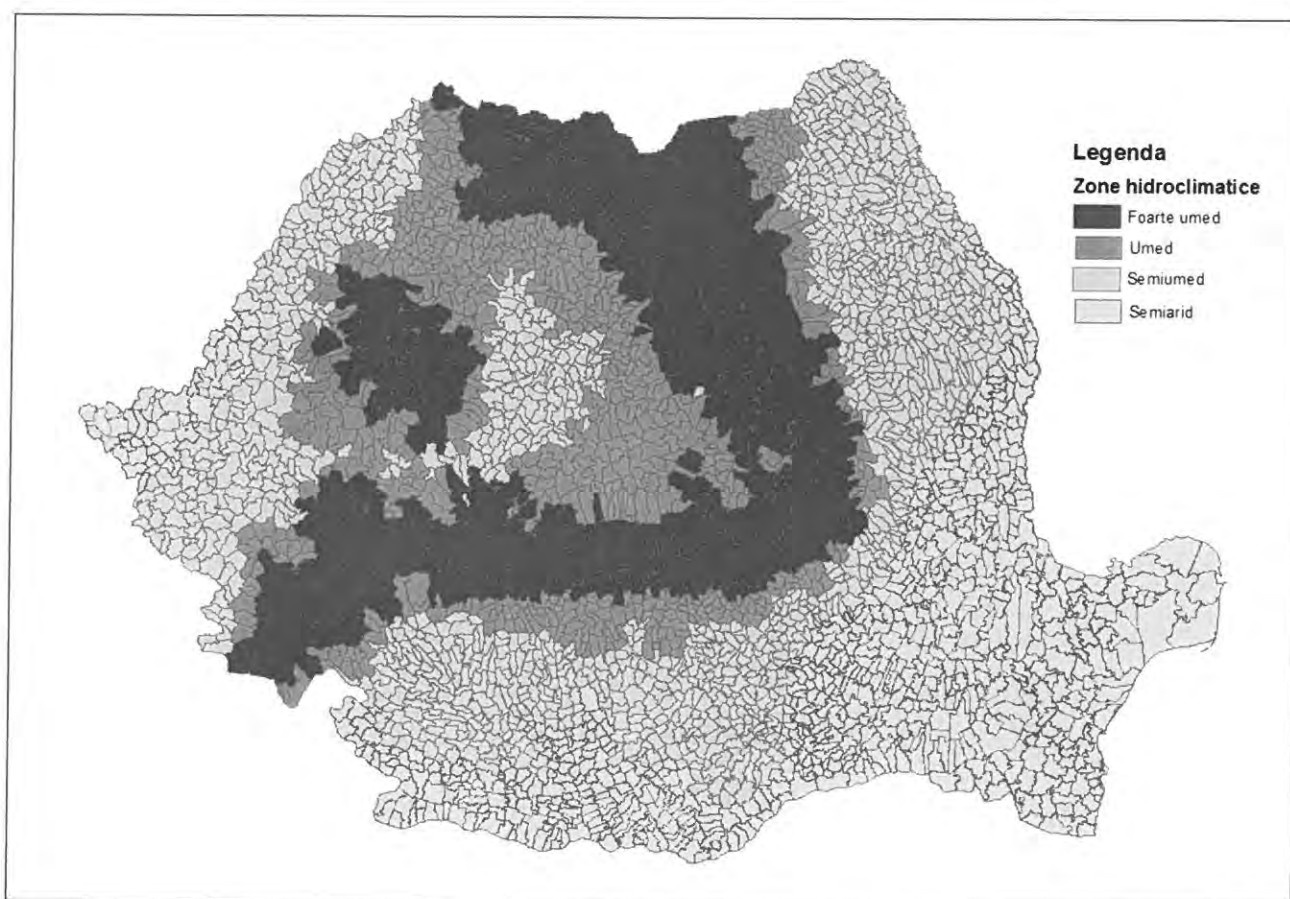 Legenda
Zone hidroclimatice
Foarte umed
Umed
Semiumed
Semiarid